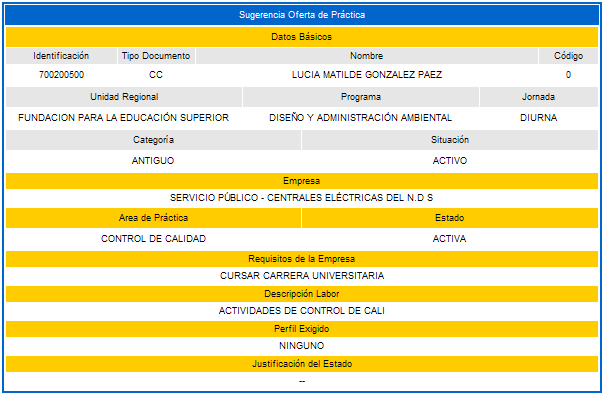 Sugerencia Oferta de Práctica
Datos Básicos
Identificación Tipo Documento Nombre Código
700200500 CC LUCIA MATILDE GONZALEZ PAEZ 0
Unidad Regional Programa Jornada
FUNDACION PARA LA EDUCACIÓN SUPERIOR DISEÑO Y ADMINISTRACIÓN AMBIENTAL DIURNA
Categoría Situación
ANTIGUO ACTIVO
Empresa
SERVICIO PÚBLICO - CENTRALES ELÉCTRICAS DEL N.D S
Area de Práctica Estado
CONTROL DE CALIDAD ACTIVA
Requisitos de la Empresa
CURSAR CARRERA UNIVERSITARIA
Descripción Labor
ACTIVIDADES DE CONTROL DE CALI
Perfil Exigido
NINGUNO
Justificación del Estado
--